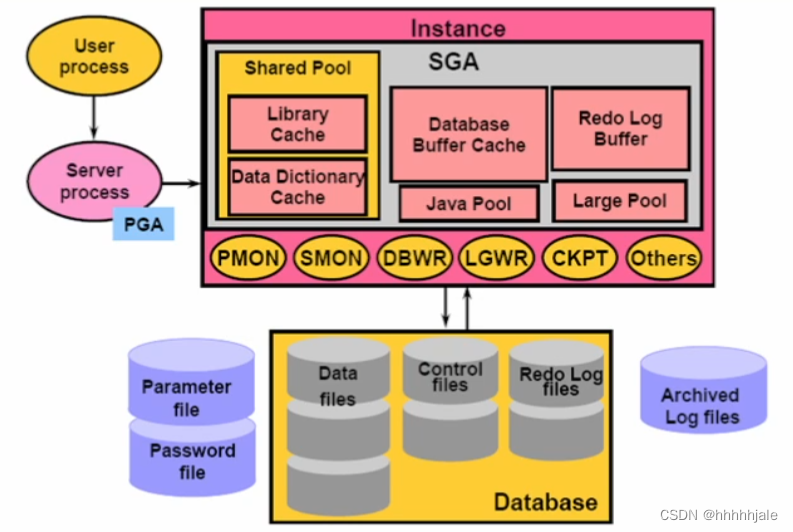 User
process
Server
process
PGA
Instance
SGA
Shared Pool
Library
Cache
Data Dictionary
Cache
Database
Buffer Cache
Redo Log
Buffer
Java Pool
Large Pool
PMON
SMON
DBWR
LGWR
CKPT
Others
Parameter
file
Password
file
Data
files
Control
files
Redo Log
files
Database
Archived
Log files
CSDN @hhhhhjale